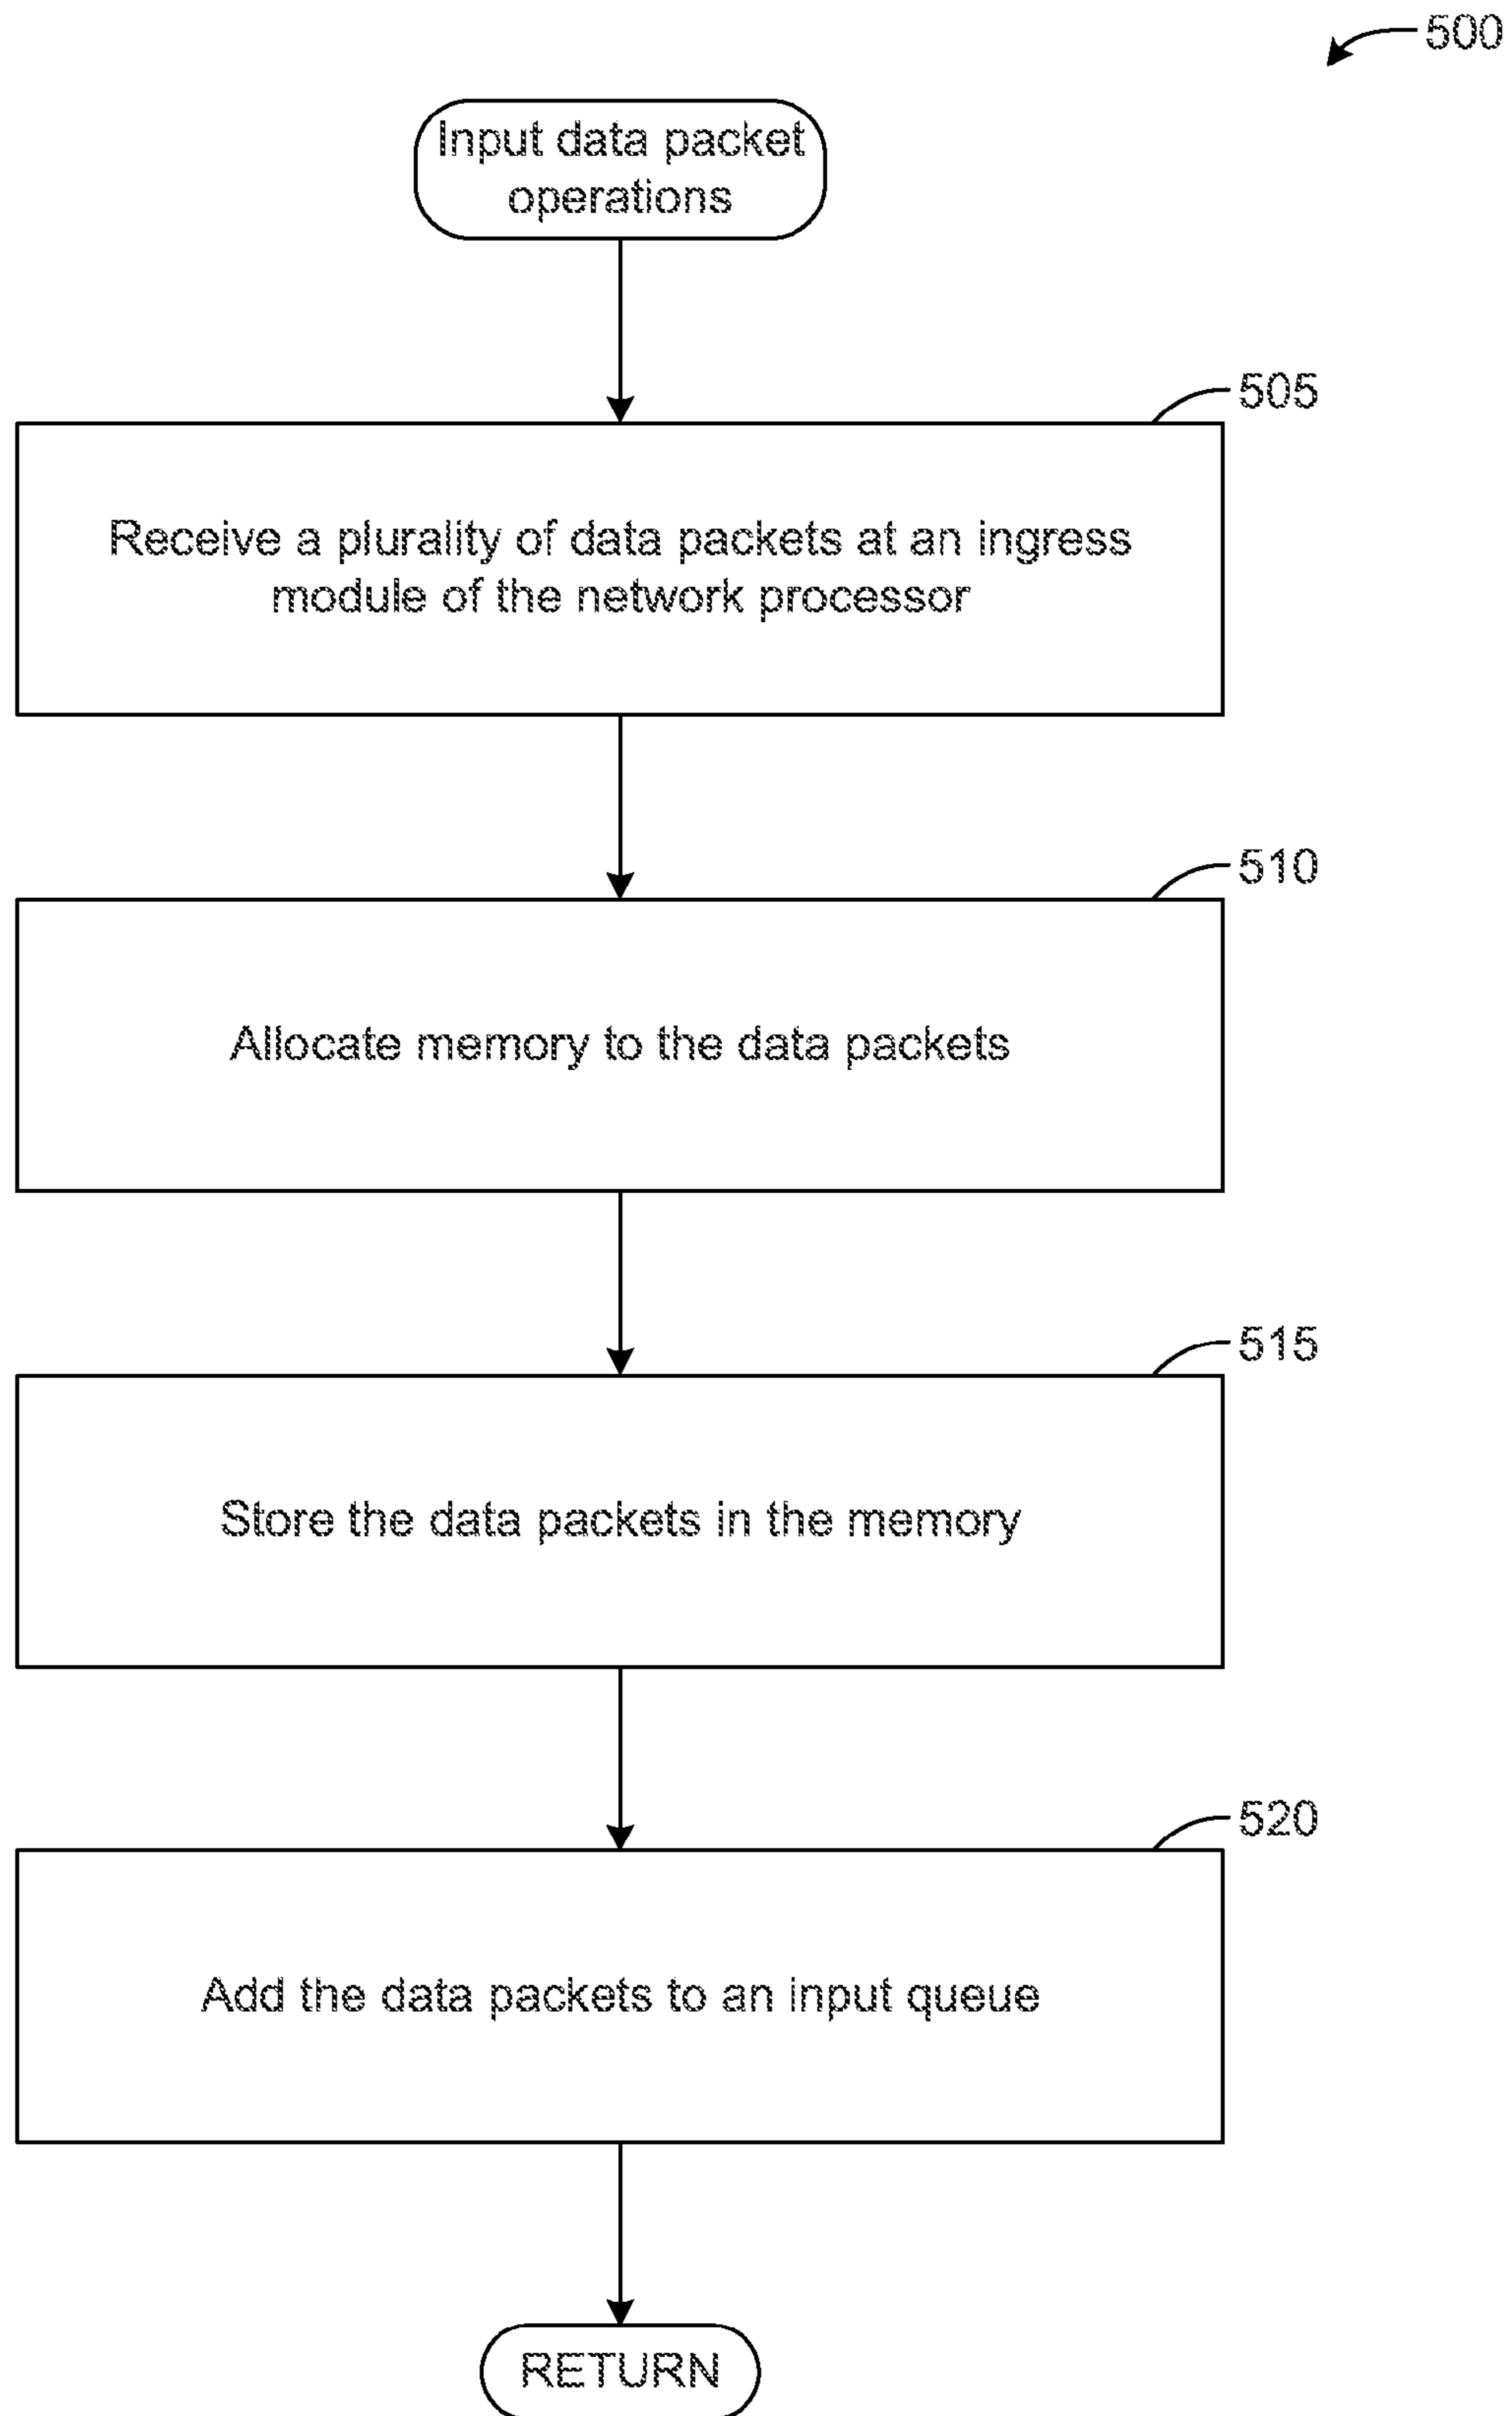 500
Input data packet
operations
505
Receive a plurality of data packets at an ingress
module of the network processor
510
Allocate memory to the data packets
515
Store the data packets in the memory
520
Add the data packets to an input queue
RETURN